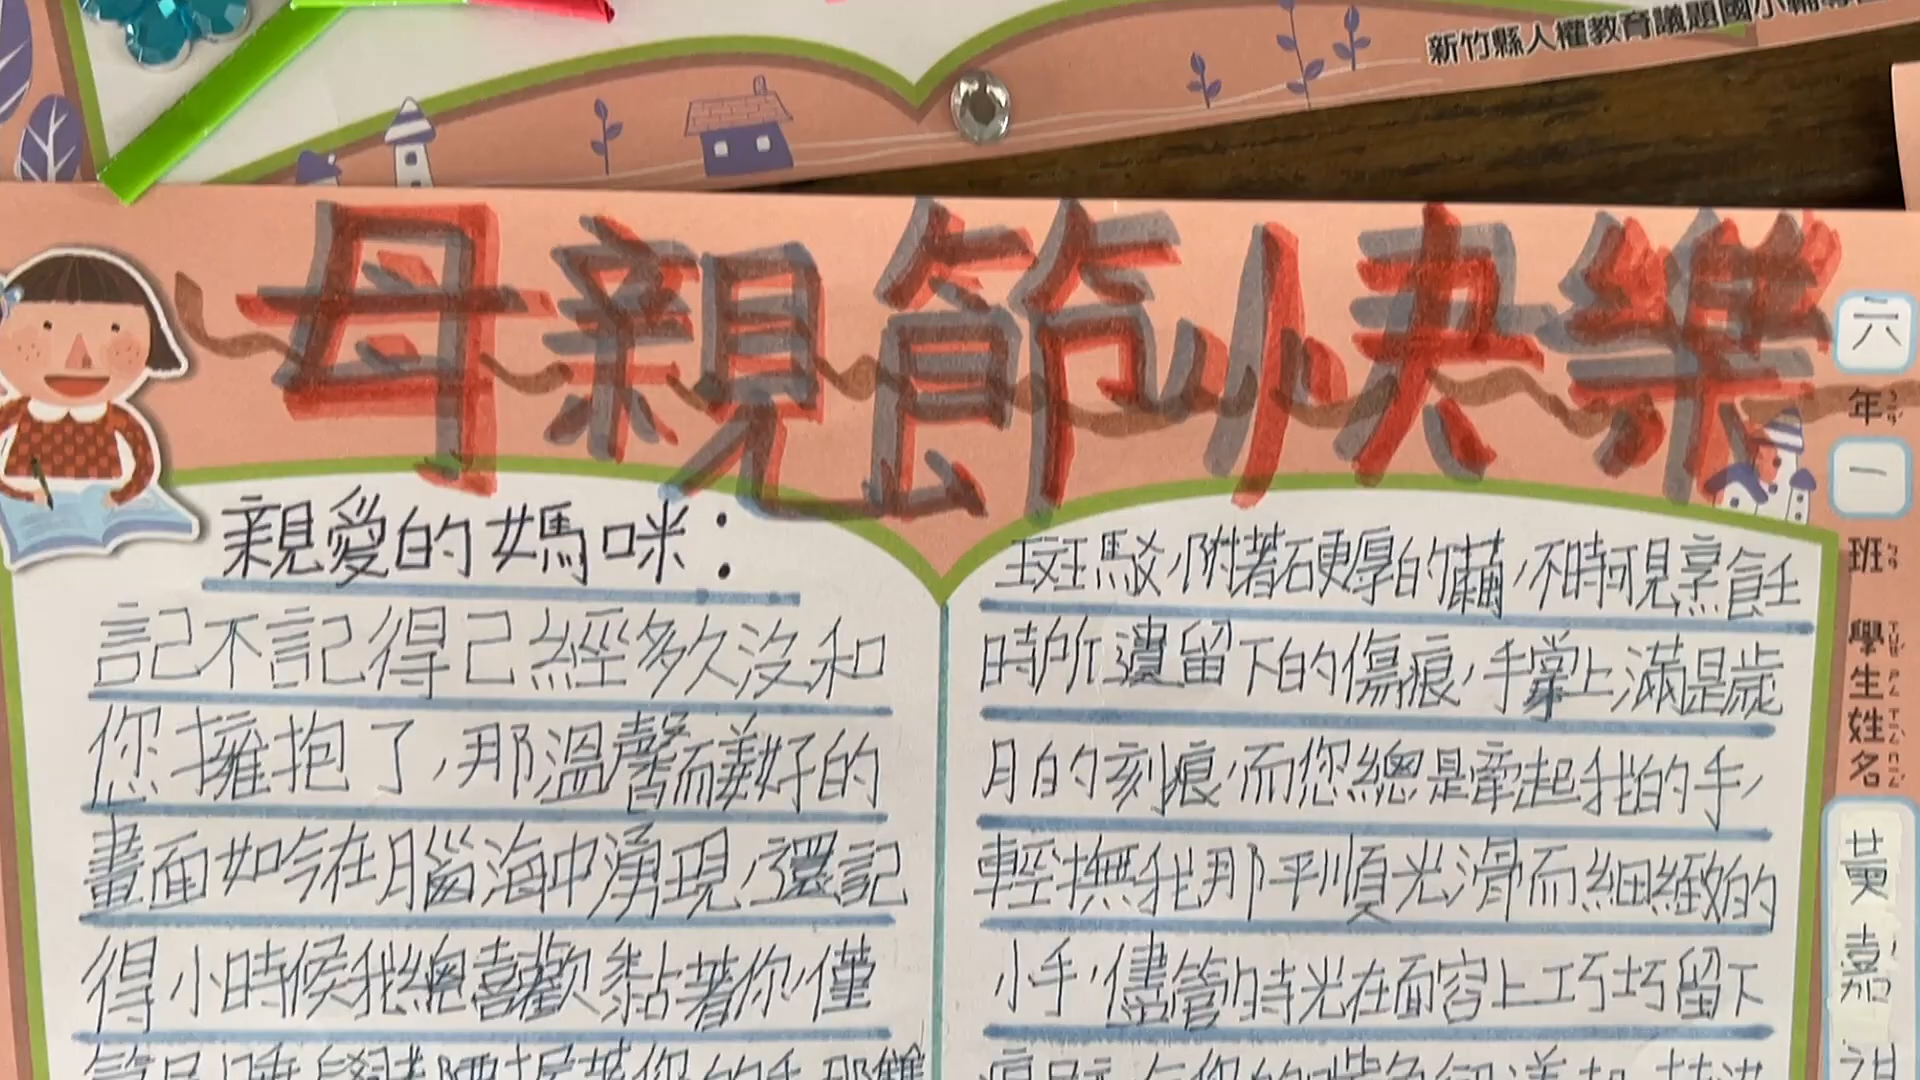 新竹縣人權教育議題國小輔導
母親節快樂
親愛的媽咪：
記不記得已經多久沒和
您擁抱了，那溫馨而美好的
畫面如今在腦海中湧現，還記
得小時候我總喜歡黏著你，僅
斑駁，附著石更厚的繭，不時可見烹飪
時所遺留下的傷痕，手掌上滿是歲
月的刻痕，而您總是牽起我的手，
輕撫我那平順光滑而細緻的
小手，儘管時光在面容上工巧巧留下
六
年
一
班
學生姓名
黃嘉